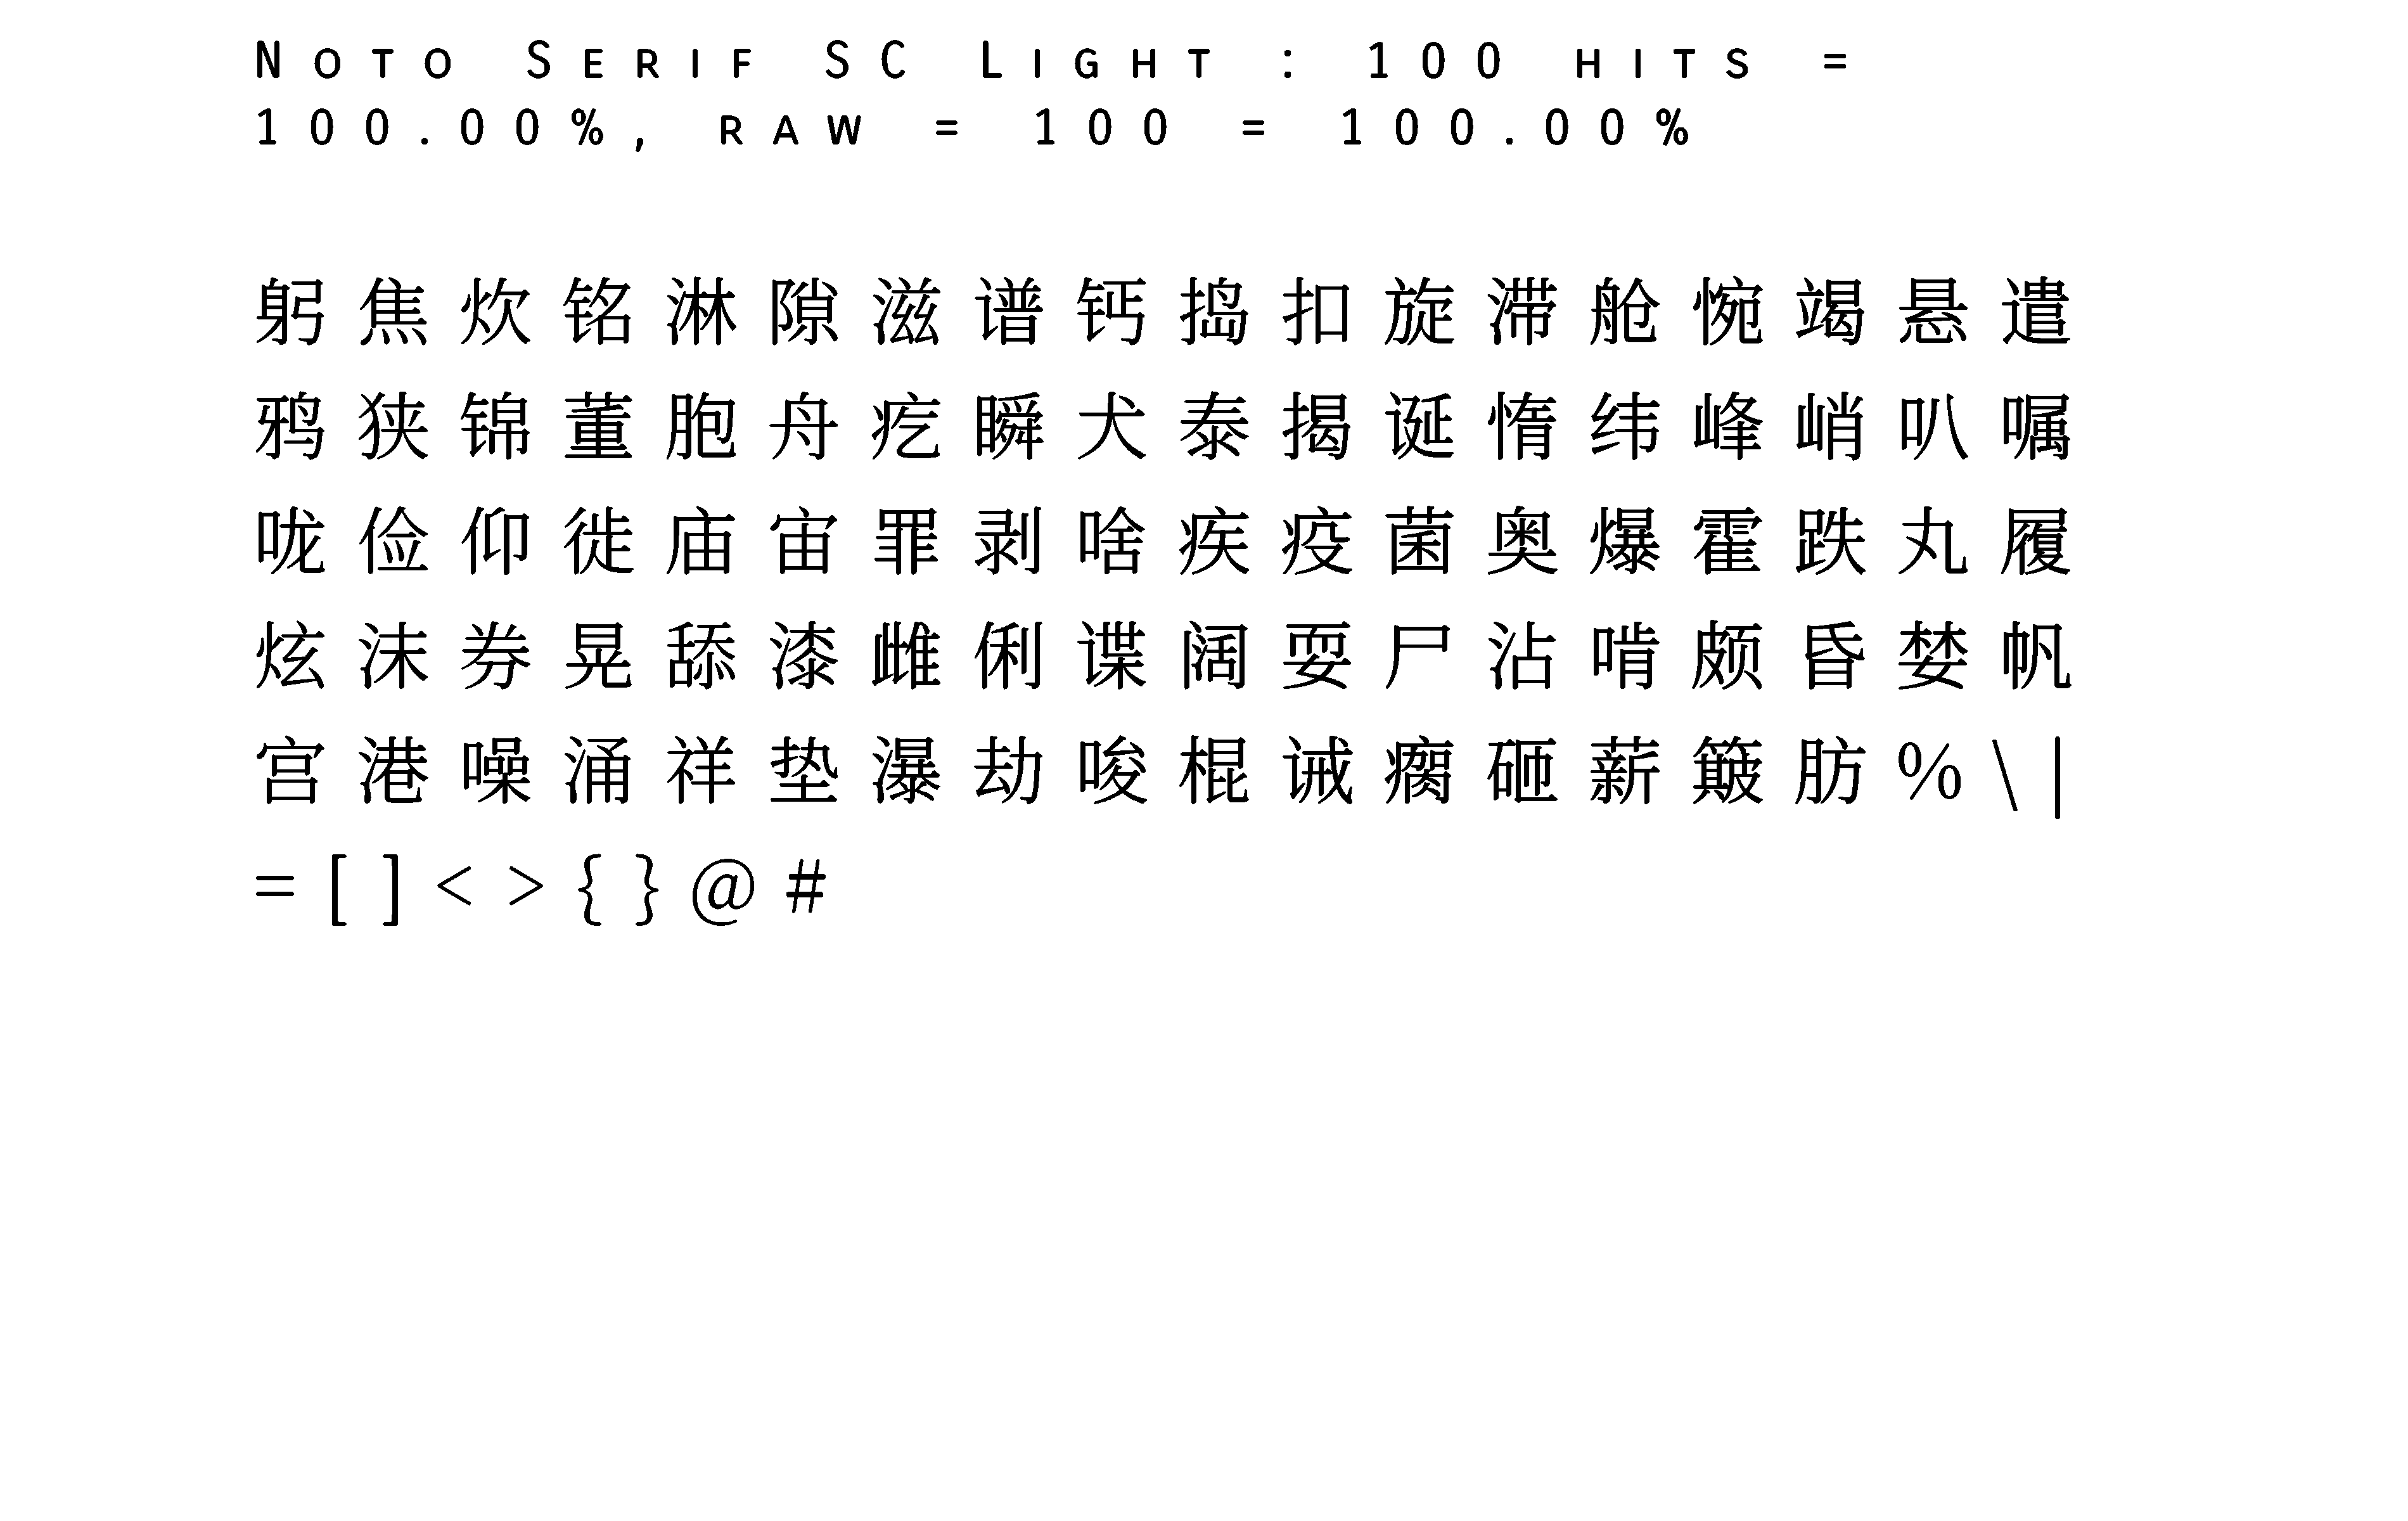 Noto Serif SC Light : 100 hits =
100.00%, raw = 100 = 100.00%
躬 焦 炊 铭 淋 隙 滋 谱 钙 捣 扣 旋 滞 舱 惋 竭 悬 遣
鸦 狭 锦 董 胞 舟 疙 瞬 犬 泰 揭 诞 惰 纬 峰 峭 叭 嘱
咙 俭 仰 徙 庙 宙 罪 剥 啥 疾 疫 菌 奥 爆 霍 跌 丸 履
炫 沫 券 晃 舔 漆 雌 俐 谍 阔 耍 尸 沾 啃 颇 昏 婪 帆
宫 港 噪 涌 祥 垫 瀑 劫 唆 棍 诫 瘸 砸 薪 簸 肪 % \ |
= [ ] < > { } @ #